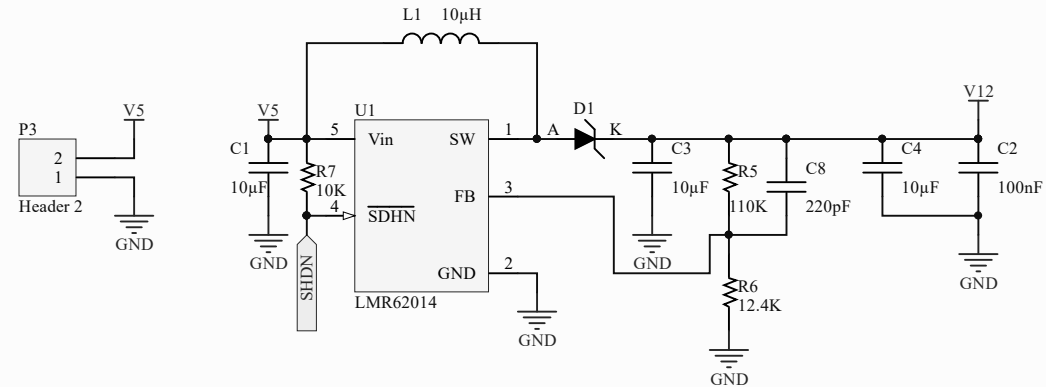 L1 10µH
P3
V5
2
1
Header 2
GND
V5
C1
10µF
GND
R7
10K
SHDN
U1
5 Vin
4 SDHN
SW 1
FB 3
GND 2
LMR62014
GND
D1
A K
C3
10µF
GND
R5
110K
C8
220pF
R6
12.4K
GND
C4
10µF
V12
C2
100nF
GND